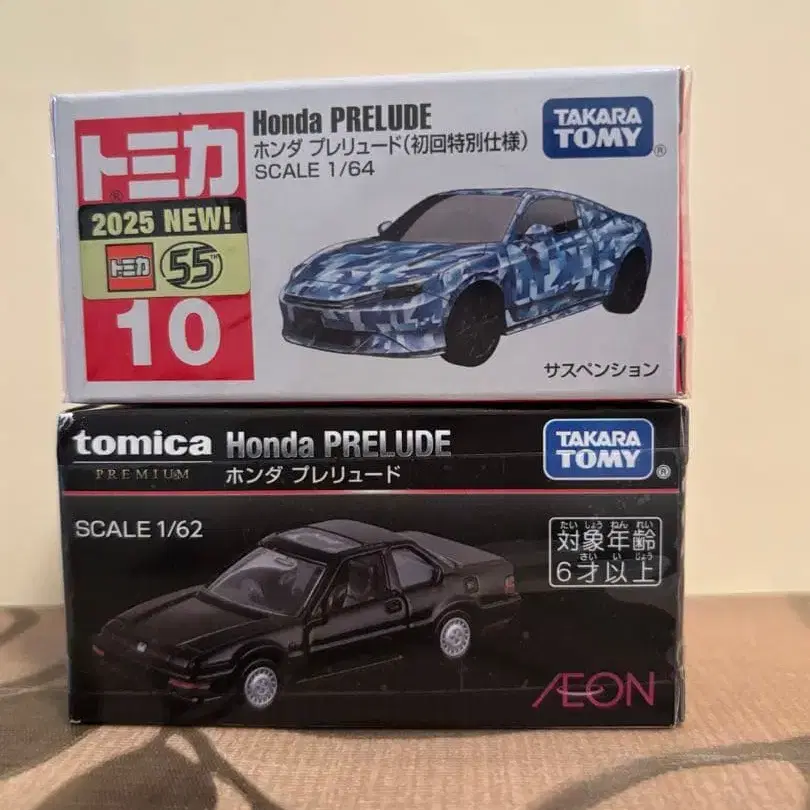 トミカ
®
2025 NEW!
トミカ 55TH
10
Honda PRELUDE
ホンダ プレリュード(初回特別仕様)
SCALE 1/64
TAKARA
TOMY®
サスペンション
tomica
PREMIUM
Honda PRELUDE
ホンダ プレリュード
TAKARA
TOMY®
SCALE 1/62
たい しょう ねん れい
対象年齢
さい い じょう
6才以上
ÆON